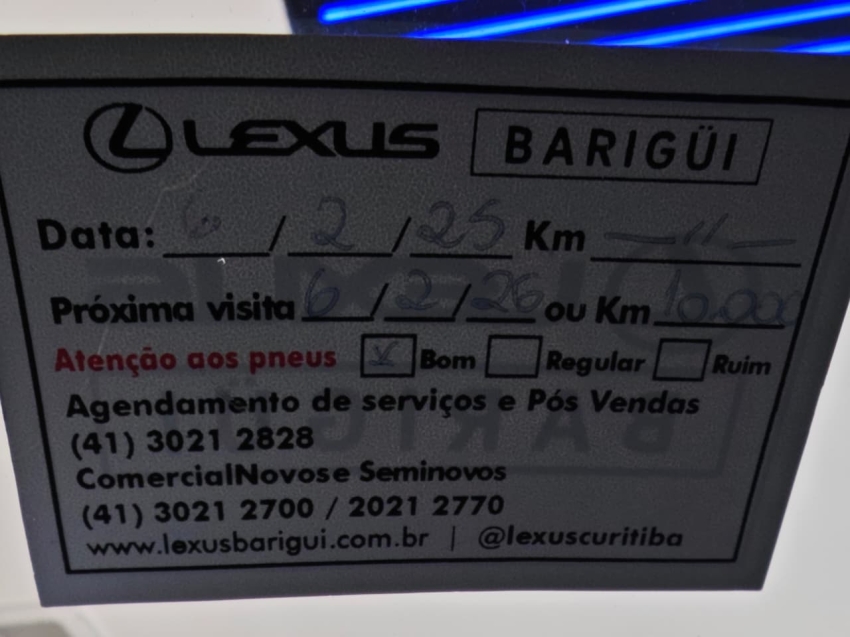 LEXUS BARIGÜI
Data: 6/2/25 Km — 11 —
Próxima visita 6/2/26 ou Km 10.000
Atenção aos pneus X Bom Regular Ruim
Agendamento de serviços e Pós Vendas
(41) 3021 2828
ComercialNovose Seminovos
(41) 3021 2700 / 2021 2770
www.lexusbarigui.com.br | @lexuscuritiba